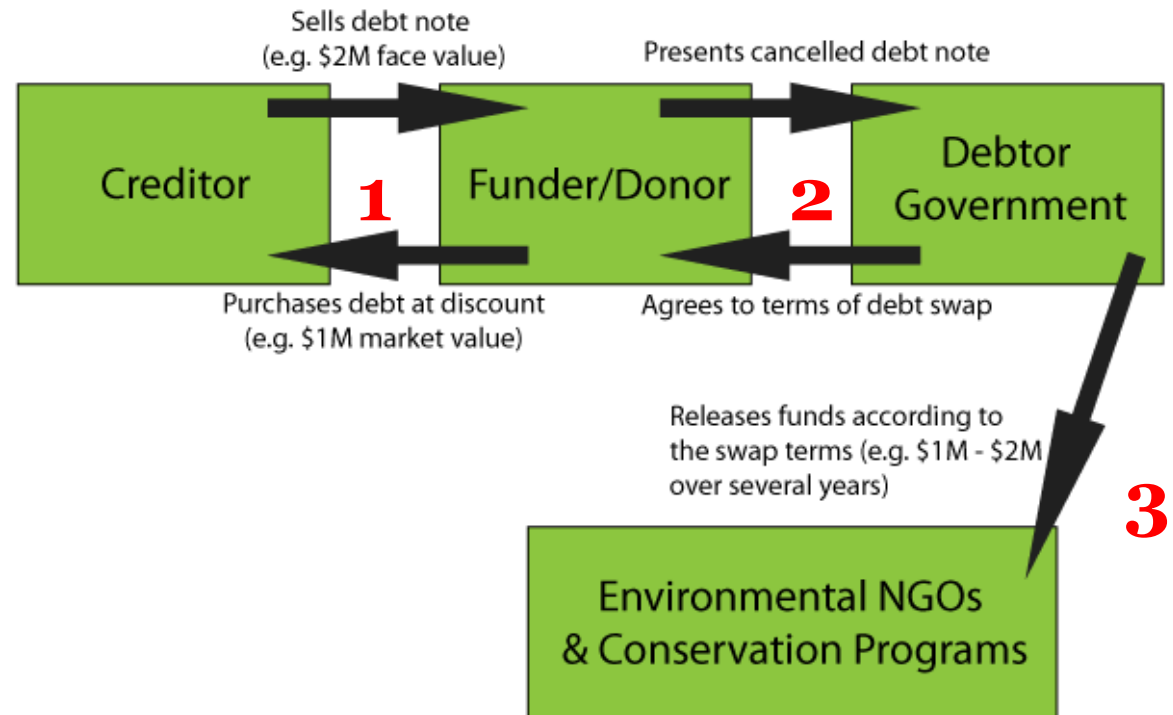 Sells debt note
(e.g. $2M face value)
Presents cancelled debt note
Creditor
1
Funder/Donor
2
Debtor
Government
Purchases debt at discount
(e.g. $1M market value)
Agrees to terms of debt swap
Releases funds according to
the swap terms (e.g. $1M - $2M
over several years)
3
Environmental NGOs
& Conservation Programs